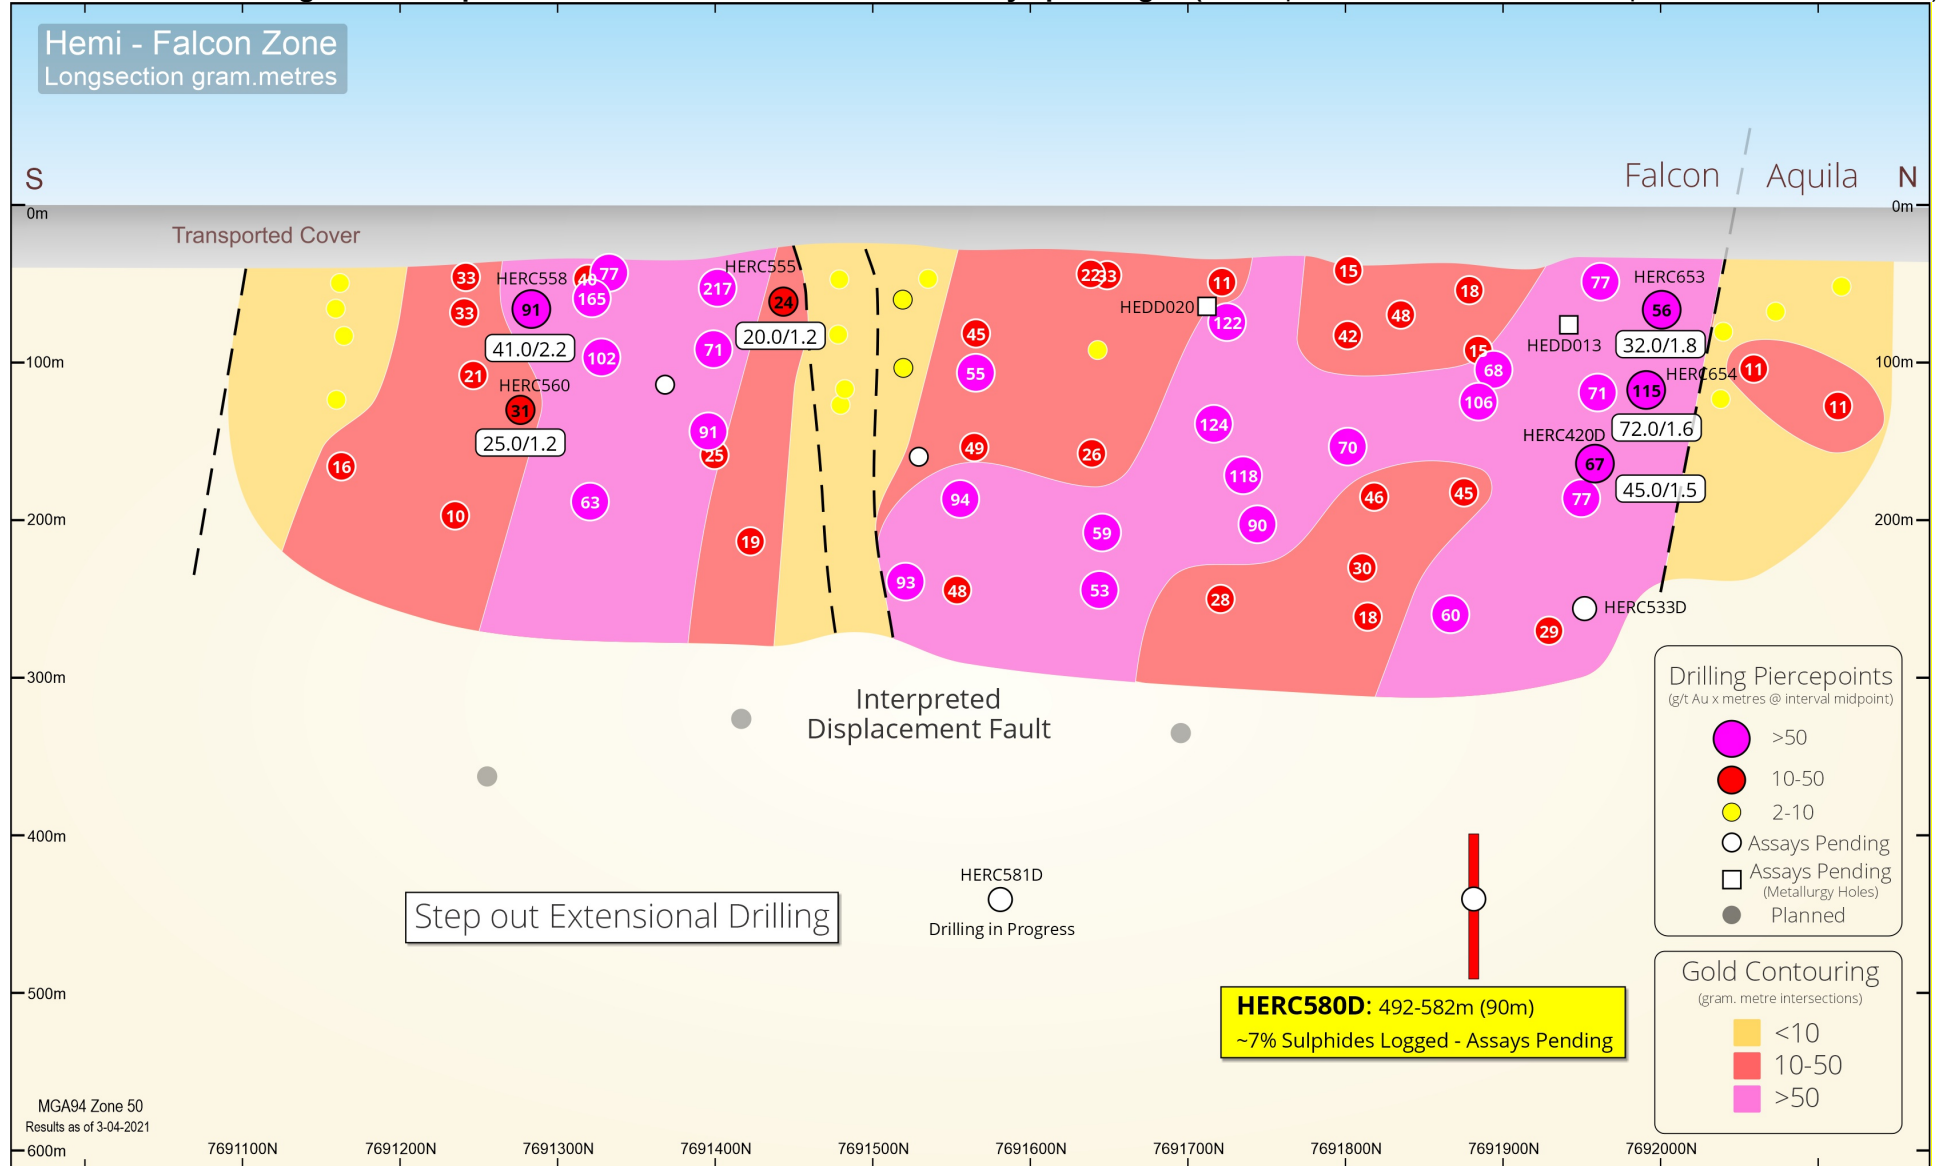 Hemi - Falcon Zone
Longsection gram.metres
S
Falcon
Aquila
N
0m
0m
Transported Cover
33
HERC558
40
77
217
HERC555
22
33
11
15
18
77
HERC653
33
91
165
24
HEDD020
122
42
48
HEDD013
56
41.0/2.2
20.0/1.2
32.0/1.8
100m
21
HERC560
102
71
45
55
15
68
100m
HERC654
11
31
106
71
115
11
25.0/1.2
91
25
124
70
HERC420D
72.0/1.6
16
49
26
118
46
45
67
77
45.0/1.5
10
63
94
90
200m
200m
19
59
93
48
53
28
30
18
60
29
HERC533D
300m
Interpreted
Displacement Fault
400m
HERC581D
Drilling in Progress
Step out Extensional Drilling
500m
HERC580D: 492-582m (90m)
~7% Sulphides Logged - Assays Pending
Drilling Piercepoints
(g/t Au x metres @ interval midpoint)
>50
10-50
2-10
Assays Pending
Assays Pending
(Metallurgy Holes)
Planned
Gold Contouring
(gram. metre intersections)
<10
10-50
>50
MGA94 Zone 50
Results as of 3-04-2021
600m
7691100N
7691200N
7691300N
7691400N
7691500N
7691600N
7691700N
7691800N
7691900N
7692000N